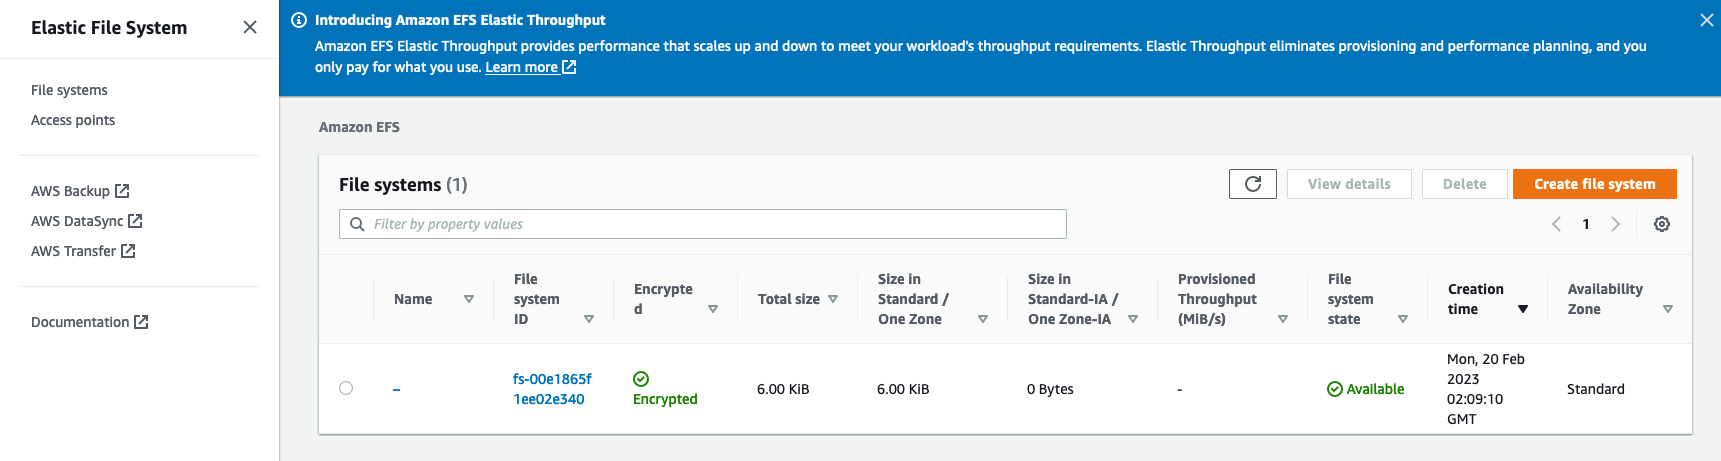 Elastic File System
File systems
Access points
AWS Backup
AWS DataSync
AWS Transfer
Documentation
Introducing Amazon EFS Elastic Throughput
Amazon EFS Elastic Throughput provides performance that scales up and down to meet your workload's throughput requirements. Elastic Throughput eliminates provisioning and performance planning, and you
only pay for what you use. Learn more
Amazon EFS
File systems (1)
View details
Delete
Create file system
Filter by property values
1
Name
File
system
ID
Encrypte
d
Total size
Size in
Standard /
One Zone
Size in
Standard-IA /
One Zone-IA
Provisioned
Throughput
(MiB/s)
File
system
state
Creation
time
Availability
Zone
–
fs-00e1865f
1ee02e340
Encrypted
6.00 KiB
6.00 KiB
0 Bytes
-
Available
Mon, 20 Feb
2023
02:09:10
GMT
Standard